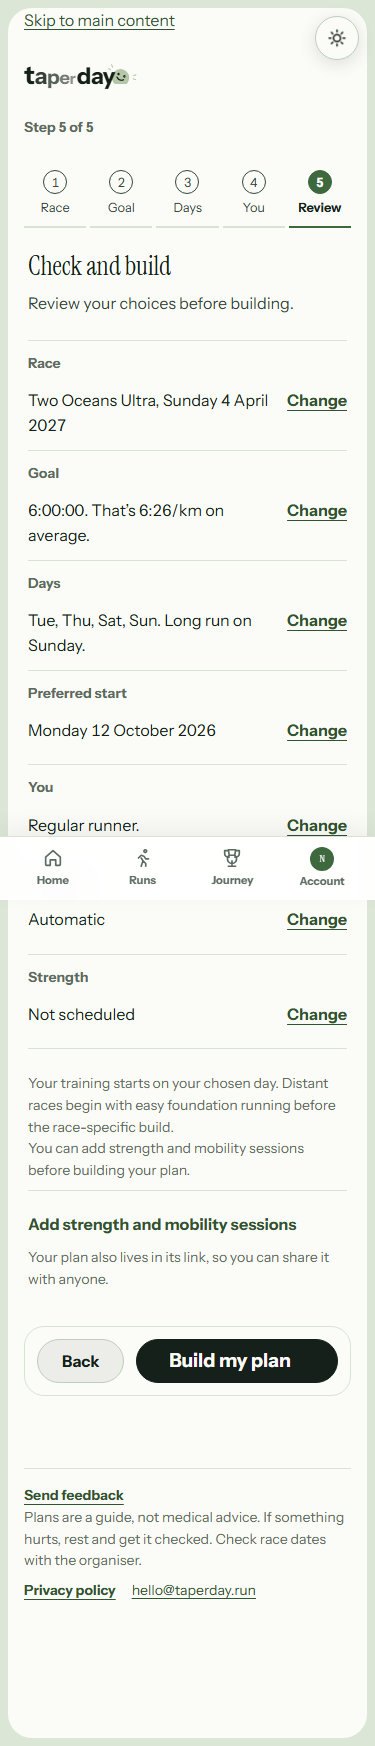 Skip to main content
taperday
Step 5 of 5
1 2 3 4 5
Race Goal Days You Review
Check and build
Review your choices before building.
Race
Two Oceans Ultra, Sunday 4 April Change
2027
Goal
6:00:00. That's 6:26/km on Change
average.
Days
Tue, Thu, Sat, Sun. Long run on Change
Sunday.
Preferred start
Monday 12 October 2026 Change
You
Regular runner. Change
N
Home Runs Journey Account
Automatic Change
Strength
Not scheduled Change
Your training starts on your chosen day. Distant
races begin with easy foundation running before
the race-specific build.
You can add strength and mobility sessions
before building your plan.
Add strength and mobility sessions
Your plan also lives in its link, so you can share it
with anyone.
Back Build my plan
Send feedback
Plans are a guide, not medical advice. If something
hurts, rest and get it checked. Check race dates
with the organiser.
Privacy policy hello@taperday.run